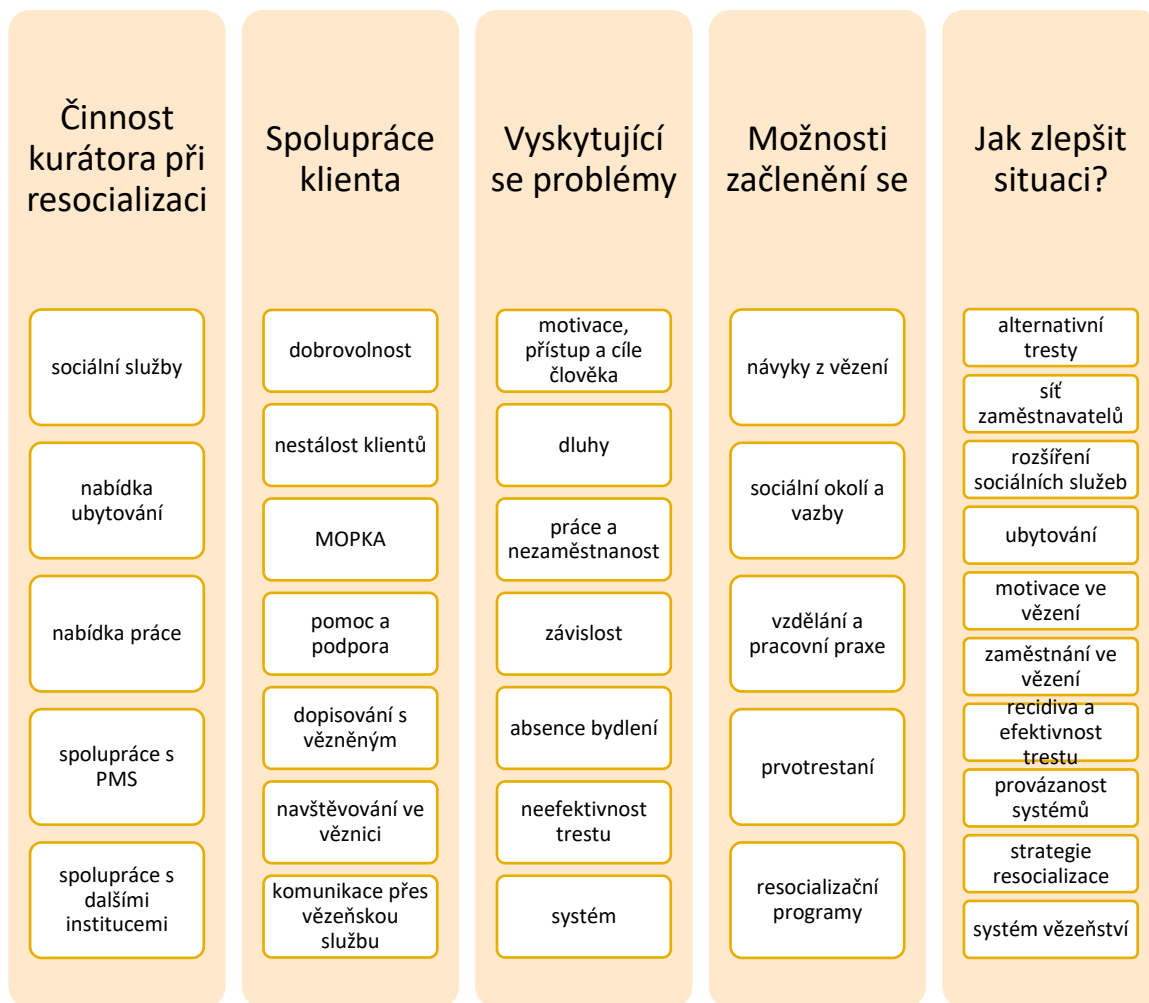 Činnost
kurátora při
resocializaci
sociální služby
nabídka
ubytování
nabídka práce
spolupráce s
PMS
spolupráce s
dalšími
institucemi
Spolupráce
klienta
dobrovolnost
nestálost klientů
MOPKA
pomoc a
podpora
dopisování s
vězněným
navštěvování ve
věznici
komunikace přes
vězeňskou
službu
Vyskytující
se problémy
motivace,
přístup a cíle
člověka
dluhy
práce a
nezaměstnanost
závislost
absence bydlení
neefektivnost
trestu
systém
Možnosti
začlenění se
návyky z vězení
sociální okolí a
vazby
vzdělání a
pracovní praxe
prvotrestaní
resocializační
programy
Jak zlepšit
situaci?
alternativní
tresty
síť
zaměstnavatelů
rozšíření
sociálních služeb
ubytování
motivace ve
vězení
zaměstnání ve
vězení
recidiva a
efektivnost
trestu
provázanost
systémů
strategie
resocializace
systém vězeňství